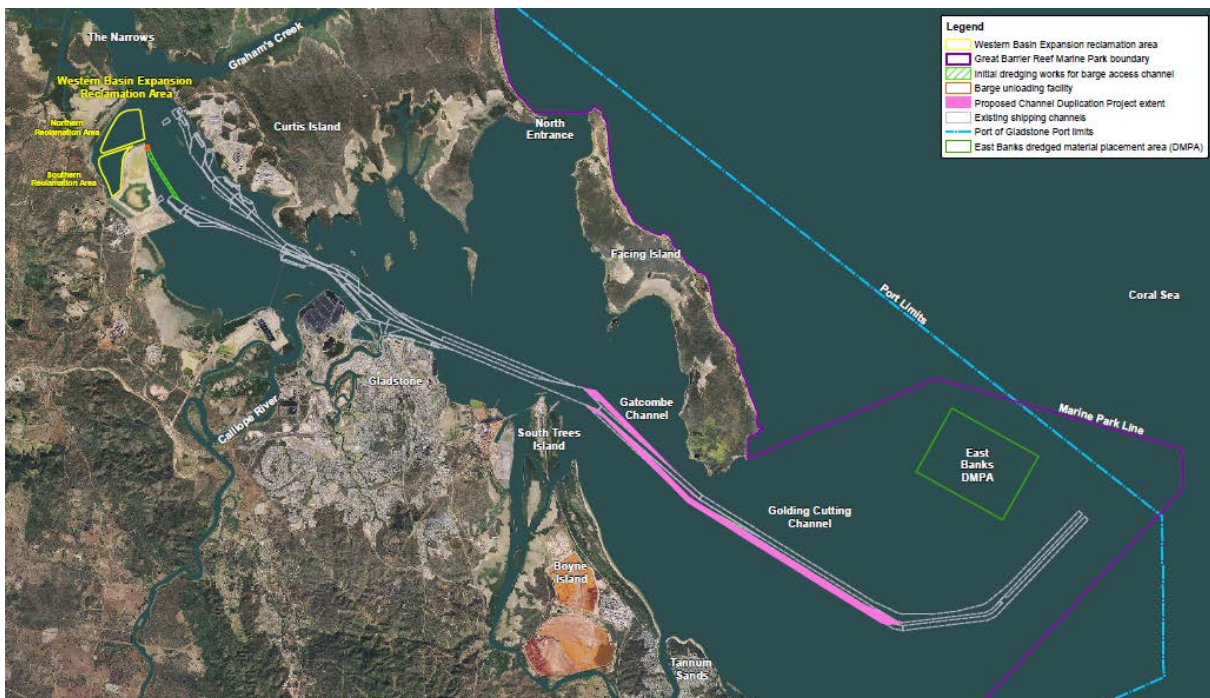 The Narrows
Graham's Creek
Western Basin Expansion
Reclamation Area
Northern
Reclamation Area
Southern
Reclamation Area
Curtis Island
North
Entrance
Legend
Western Basin Expansion reclamation area
Great Barrier Reef Marine Park boundary
Initial dredging works for barge access channel
Barge unloading facility
Proposed Channel Duplication Project extent
Existing shipping channels
Port of Gladstone Port limits
East Banks dredged material placement area (DMPA)
Facing Island
Port Limits
Coral Sea
Gladstone
Calliope River
Gatcombe
Channel
South Trees
Island
Marine Park Line
East
Banks
DMPA
Golding Cutting
Channel
Boyne
Island
Tannum
Sands